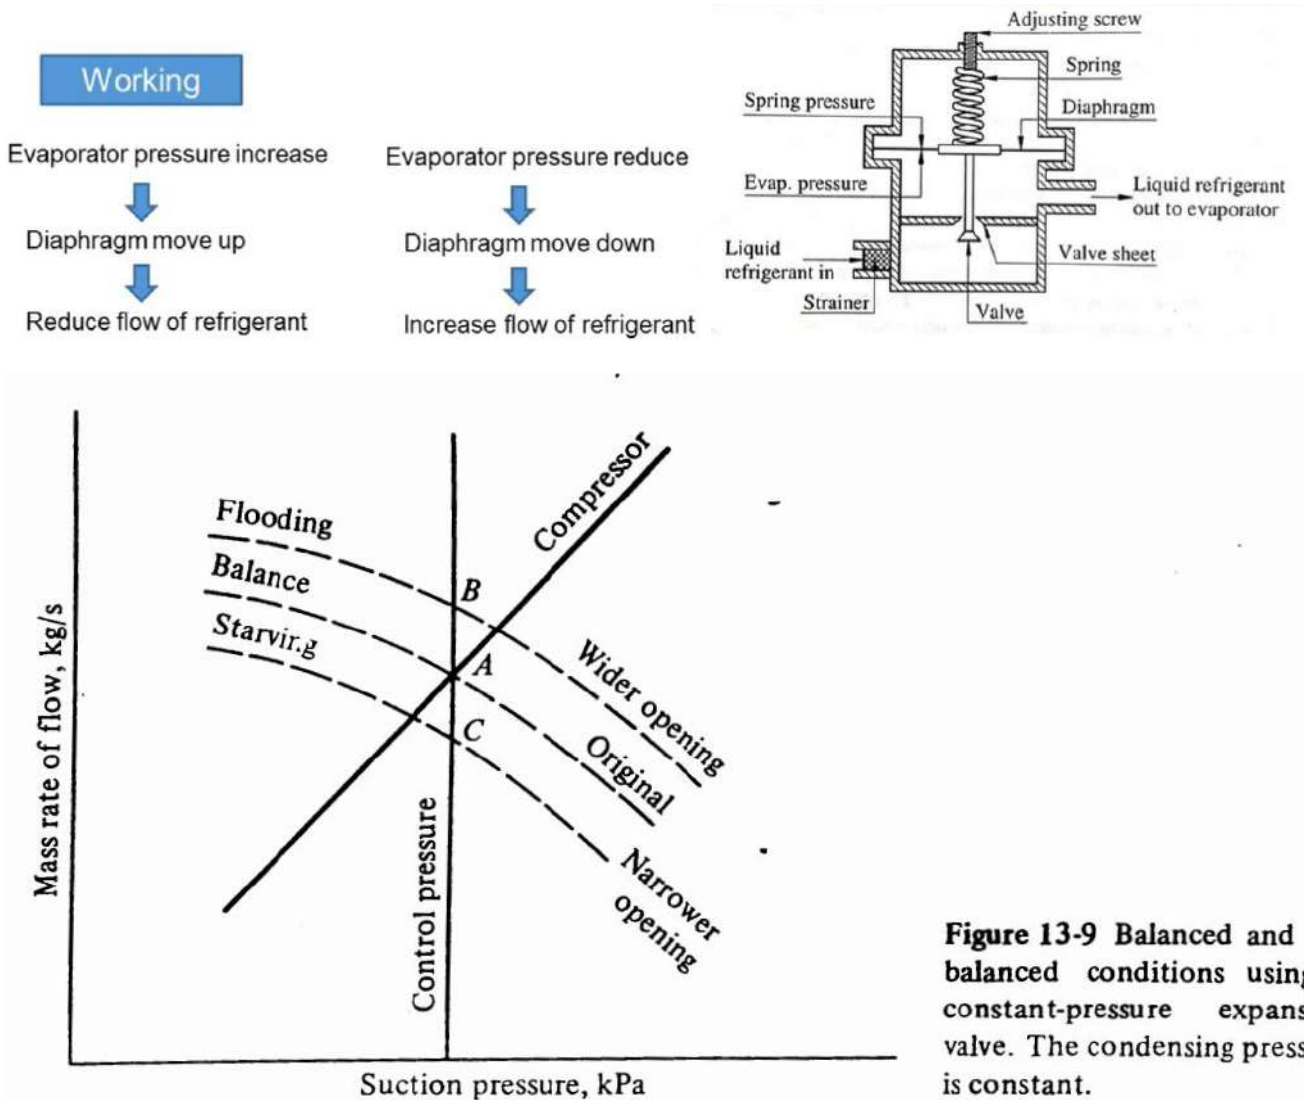 Working
Evaporator pressure increase
Diaphragm move up
Reduce flow of refrigerant
Evaporator pressure reduce
Diaphragm move down
Increase flow of refrigerant
Adjusting screw
Spring
Spring pressure
Diaphragm
Evap. pressure
Liquid refrigerant
out to evaporator
Liquid
refrigerant in
Valve sheet
Strainer
Valve
Mass rate of flow, kg/s
Flooding
Balance
Starving
B
A
C
Compressor
Wider opening
Original
Narrower
opening
Control pressure
Suction pressure, kPa
Figure 13-9 Balanced and
balanced conditions using
constant-pressure expans
valve. The condensing press
is constant.